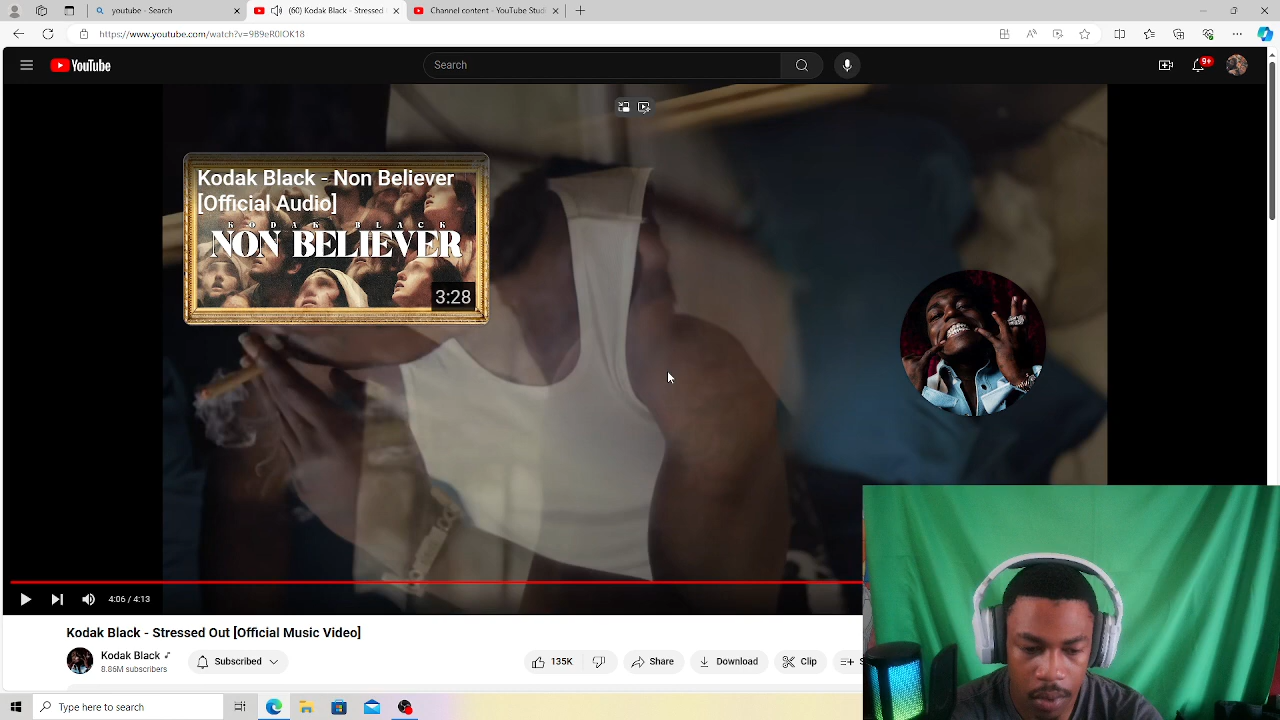 youtube - Search
(60) Kodak Black - Stressed
Channel content - YouTube Stud
https://www.youtube.com/watch?v=9B9eR0lOK18
YouTube
Search
9+
Kodak Black - Non Believer
[Official Audio]
KODAK BLACK
NON BELIEVER
3:28
4:06 / 4:13
Kodak Black - Stressed Out [Official Music Video]
Kodak Black
8.86M subscribers
Subscribed
135K
Share
Download
Clip
Type here to search